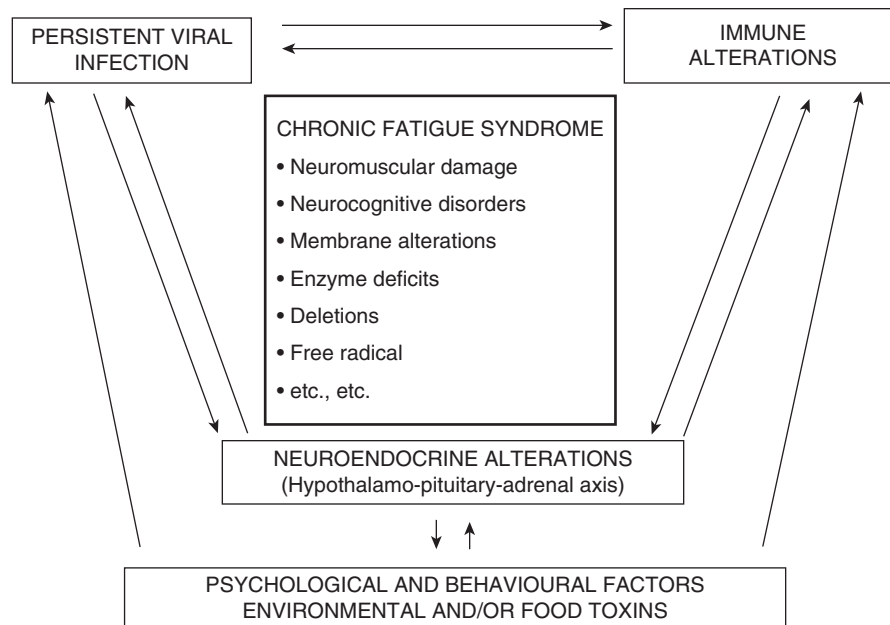 PERSISTENT VIRAL
INFECTION
IMMUNE
ALTERATIONS
CHRONIC FATIGUE SYNDROME
• Neuromuscular damage
• Neurocognitive disorders
• Membrane alterations
• Enzyme deficits
• Deletions
• Free radical
• etc., etc.
NEUROENDOCRINE ALTERATIONS
(Hypothalamo-pituitary-adrenal axis)
PSYCHOLOGICAL AND BEHAVIOURAL FACTORS
ENVIRONMENTAL AND/OR FOOD TOXINS